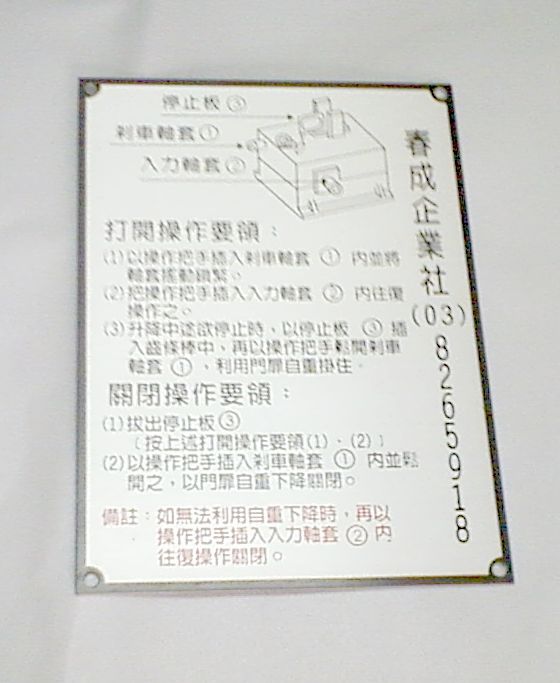 停止板③
剎車軸套①
入力軸套②
打開操作要領：
(1)以操作把手插入剎車軸套 ① 內並將
軸套搖動鎖緊。
(2)把操作把手插入入力軸套 ② 內往復
操作之。
(3)升降中途欲停止時，以停止板 ③ 插
入齒條棒中，再以操作把手鬆開剎車
軸套 ①、利用門扉自重掛住。
關閉操作要領：
(1)拔出停止板③
（按上述打開操作要領(1)．(2)）
(2)以操作把手插入剎車軸套 ① 內並鬆
開之，以門扉自重下降關閉。
備註：如無法利用自重下降時，再以
操作把手插入入力軸套 ② 內
往復操作關閉。
春成企業社(03)8265918